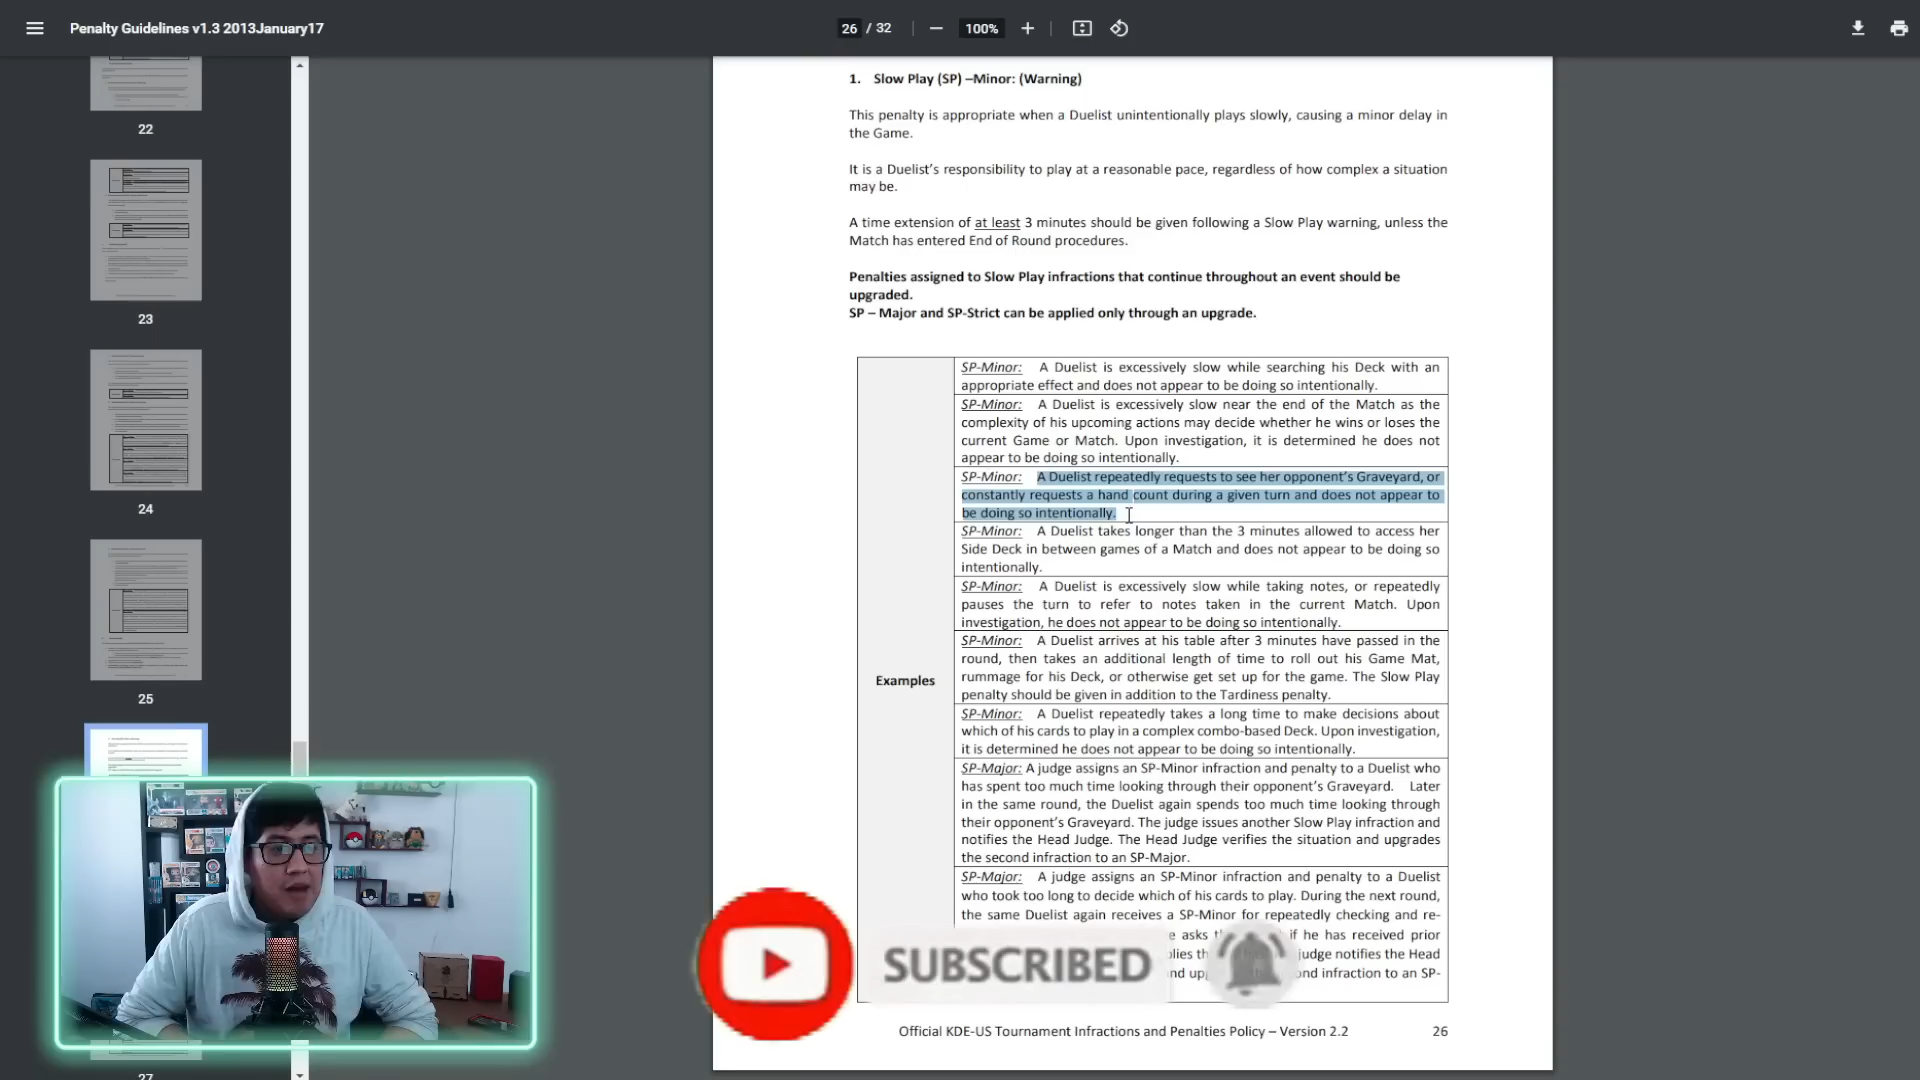 Penalty Guidelines v1.3 2013January17
26 / 32
100%
22
23
24
25
27
1. Slow Play (SP) –Minor: (Warning)
This penalty is appropriate when a Duelist unintentionally plays slowly, causing a minor delay in
the Game.
It is a Duelist’s responsibility to play at a reasonable pace, regardless of how complex a situation
may be.
A time extension of at least 3 minutes should be given following a Slow Play warning, unless the
Match has entered End of Round procedures.
Penalties assigned to Slow Play infractions that continue throughout an event should be
upgraded.
SP – Major and SP-Strict can be applied only through an upgrade.
Examples
SP-Minor: A Duelist is excessively slow while searching his Deck with an
appropriate effect and does not appear to be doing so intentionally.
SP-Minor: A Duelist is excessively slow near the end of the Match as the
complexity of his upcoming actions may decide whether he wins or loses the
current Game or Match. Upon investigation, it is determined he does not
appear to be doing so intentionally.
SP-Minor: A Duelist repeatedly requests to see her opponent’s Graveyard, or
constantly requests a hand count during a given turn and does not appear to
be doing so intentionally.
SP-Minor: A Duelist takes longer than the 3 minutes allowed to access her
Side Deck in between games of a Match and does not appear to be doing so
intentionally.
SP-Minor: A Duelist is excessively slow while taking notes, or repeatedly
pauses the turn to refer to notes taken in the current Match. Upon
investigation, he does not appear to be doing so intentionally.
SP-Minor: A Duelist arrives at his table after 3 minutes have passed in the
round, then takes an additional length of time to roll out his Game Mat,
rummage for his Deck, or otherwise get set up for the game. The Slow Play
penalty should be given in addition to the Tardiness penalty.
SP-Minor: A Duelist repeatedly takes a long time to make decisions about
which of his cards to play in a complex combo-based Deck. Upon investigation,
it is determined he does not appear to be doing so intentionally.
SP-Major: A judge assigns an SP-Minor infraction and penalty to a Duelist who
has spent too much time looking through their opponent’s Graveyard. Later
in the same round, the Duelist again spends too much time looking through
their opponent’s Graveyard. The judge issues another Slow Play infraction and
notifies the Head Judge. The Head Judge verifies the situation and upgrades
the second infraction to an SP-Major.
SP-Major: A judge assigns an SP-Minor infraction and penalty to a Duelist
who took too long to decide which of his cards to play. During the next round,
the same Duelist again receives a SP-Minor for repeatedly checking and re-
asks if he has received prior
judge notifies the Head
infraction to an SP-
SUBSCRIBED
Official KDE-US Tournament Infractions and Penalties Policy – Version 2.2 26